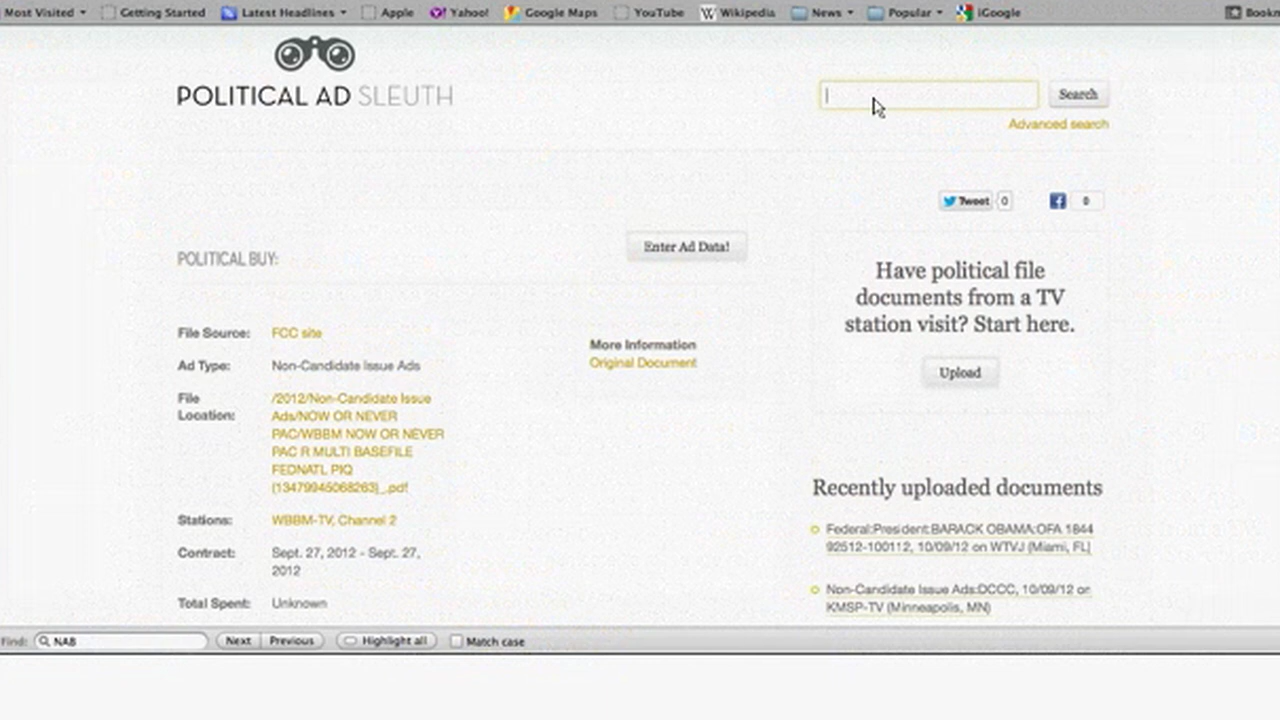 Most Visited Getting Started Latest Headlines Apple Yahoo! Google Maps YouTube Wikipedia News Popular iGoogle
POLITICAL AD SLEUTH
Search
Advanced search
Tweet 0 0
Enter Ad Data!
POLITICAL BUY:
Have political file
documents from a TV
station visit? Start here.
Upload
File Source: FCC site
Ad Type: Non-Candidate Issue Ads
File /2012/Non-Candidate Issue
Location: Ads/NOW OR NEVER
PAC/WBBM NOW OR NEVER
PAC R MULTI BASEFILE
FEDNATL PIQ
(13479945068263)_.pdf
Stations: WBBM-TV, Channel 2
Contract: Sept. 27, 2012 - Sept. 27,
2012
Total Spent: Unknown
More Information
Original Document
Recently uploaded documents
Federal:President:BARACK OBAMA:OFA 1844
92512-100112, 10/09/12 on WTVJ (Miami, FL)
Non-Candidate Issue Ads:DCCC, 10/09/12 on
KMSP-TV (Minneapolis, MN)
Find: NAB Next Previous Highlight all Match case